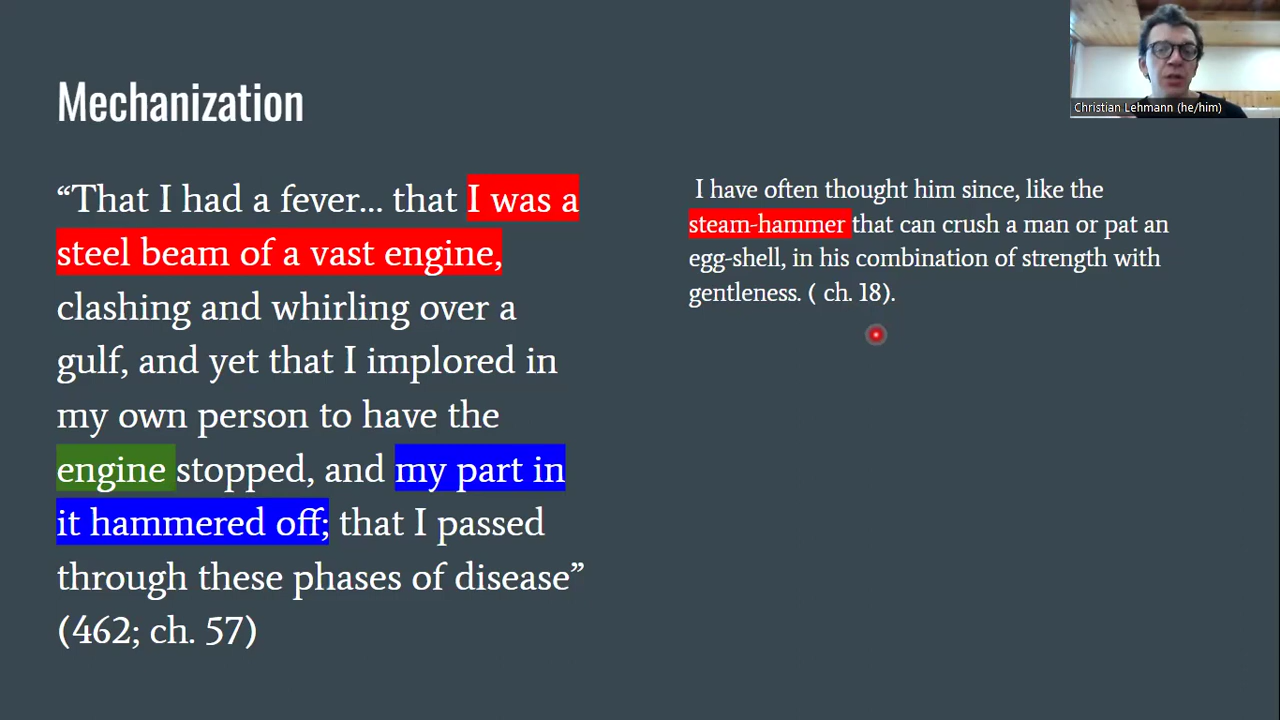 Mechanization
“That I had a fever... that I was a
steel beam of a vast engine,
clashing and whirling over a
gulf, and yet that I implored in
my own person to have the
engine stopped, and my part in
it hammered off; that I passed
through these phases of disease”
(462; ch. 57)
I have often thought him since, like the
steam-hammer that can crush a man or pat an
egg-shell, in his combination of strength with
gentleness. ( ch. 18).
Christian Lehmann (he/him)